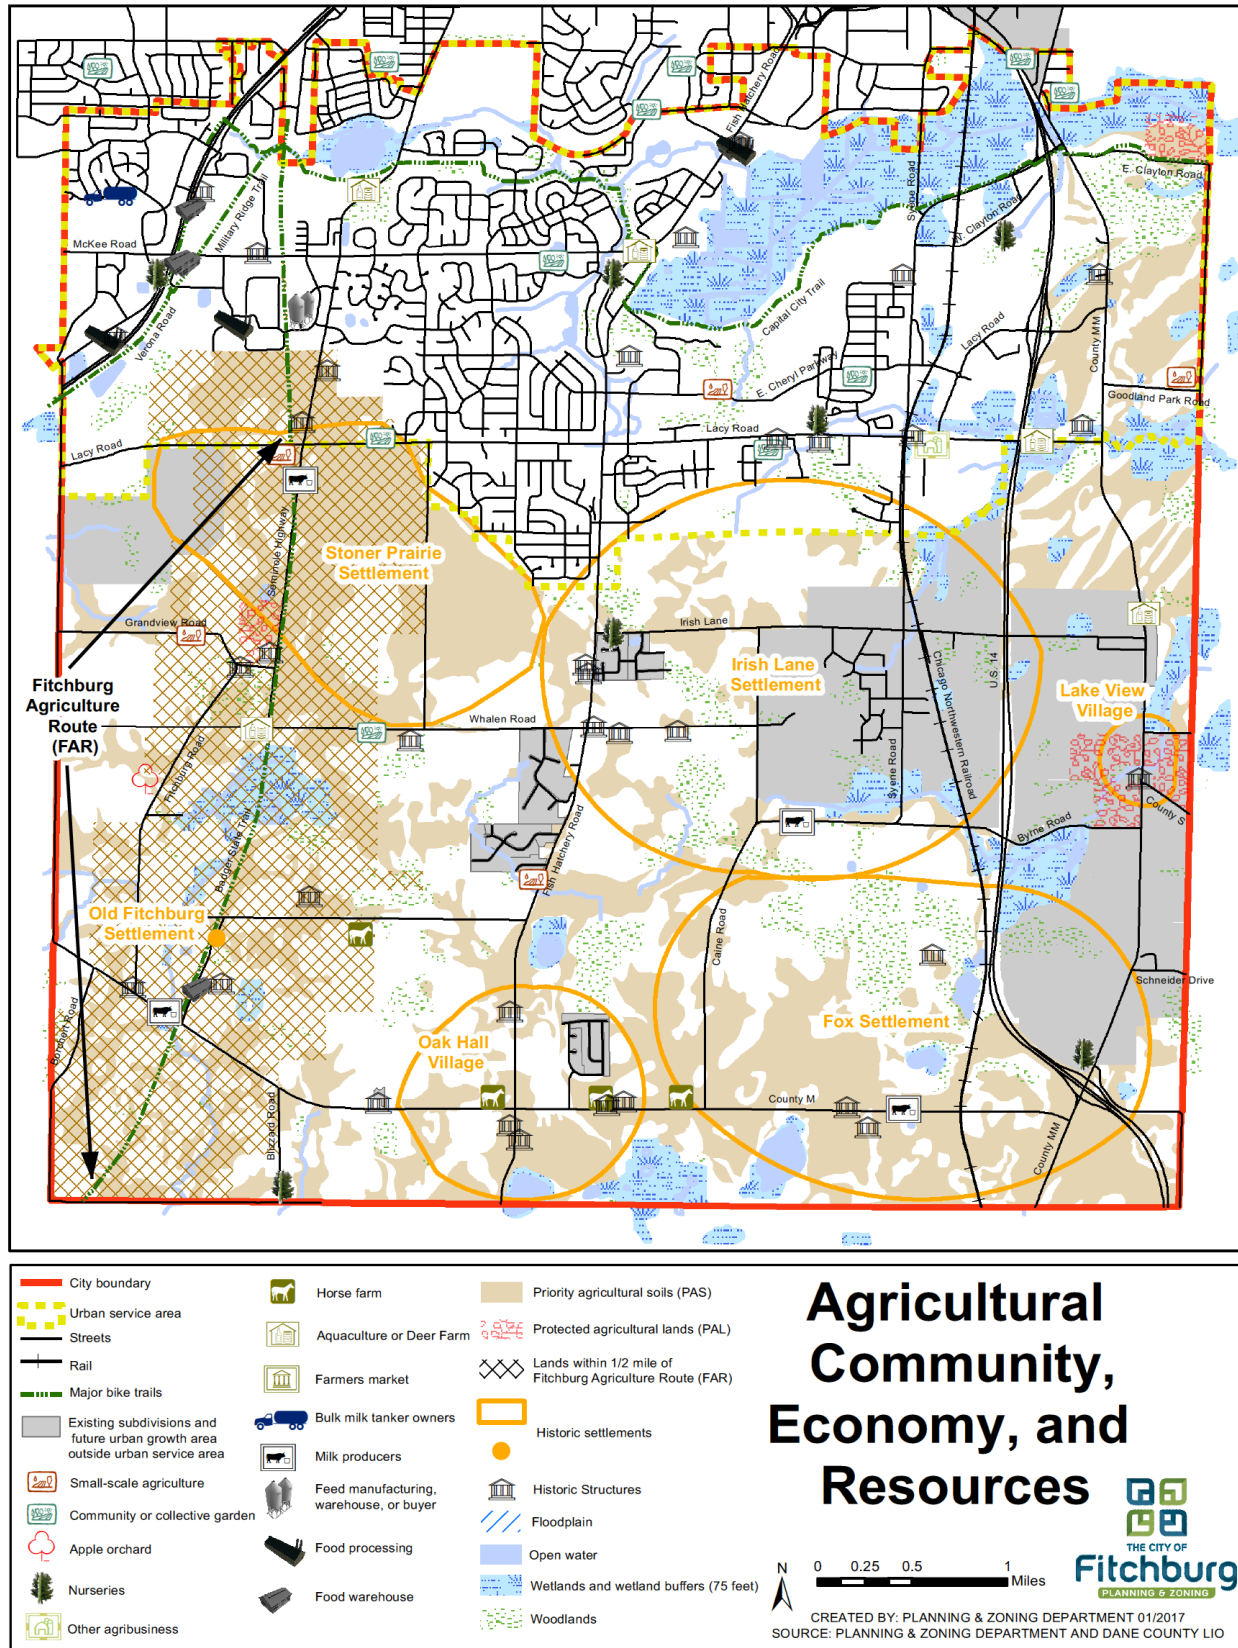 Fish Hatchery Road
Military Ridge Trail
Syene Road
E. Clayton Road
W. Clayton Road
McKee Road
Verona Road
Capital City Trail
Lacy Road
County MM
E. Cheryl Parkway
Goodland Park Road
Lacy Road
Lacy Road
Seminole Highway
Stoner Prairie
Settlement
Grandview Road
Irish Lane
Irish Lane
Settlement
Chicago Northwestern Railroad
U.S. 14
Lake View
Village
Fitchburg
Agriculture
Route
(FAR)
Whalen Road
Fitchburg Road
Syene Road
County S
Byrne Road
Badger State Trail
Fish Hatchery Road
Old Fitchburg
Settlement
Caine Road
Schneider Drive
Borchert Road
Oak Hall
Village
Fox Settlement
County M
Blizzard Road
County MM
City boundary
Urban service area
Streets
Rail
Major bike trails
Existing subdivisions and
future urban growth area
outside urban service area
Small-scale agriculture
Community or collective garden
Apple orchard
Nurseries
Other agribusiness
Horse farm
Aquaculture or Deer Farm
Farmers market
Bulk milk tanker owners
Milk producers
Feed manufacturing,
warehouse, or buyer
Food processing
Food warehouse
Priority agricultural soils (PAS)
Protected agricultural lands (PAL)
Lands within 1/2 mile of
Fitchburg Agriculture Route (FAR)
Historic settlements
Historic Structures
Floodplain
Open water
Wetlands and wetland buffers (75 feet)
Woodlands
Agricultural
Community,
Economy, and
Resources
THE CITY OF
Fitchburg
PLANNING & ZONING
N
0 0.25 0.5 1
Miles
CREATED BY: PLANNING & ZONING DEPARTMENT 01/2017
SOURCE: PLANNING & ZONING DEPARTMENT AND DANE COUNTY LIO